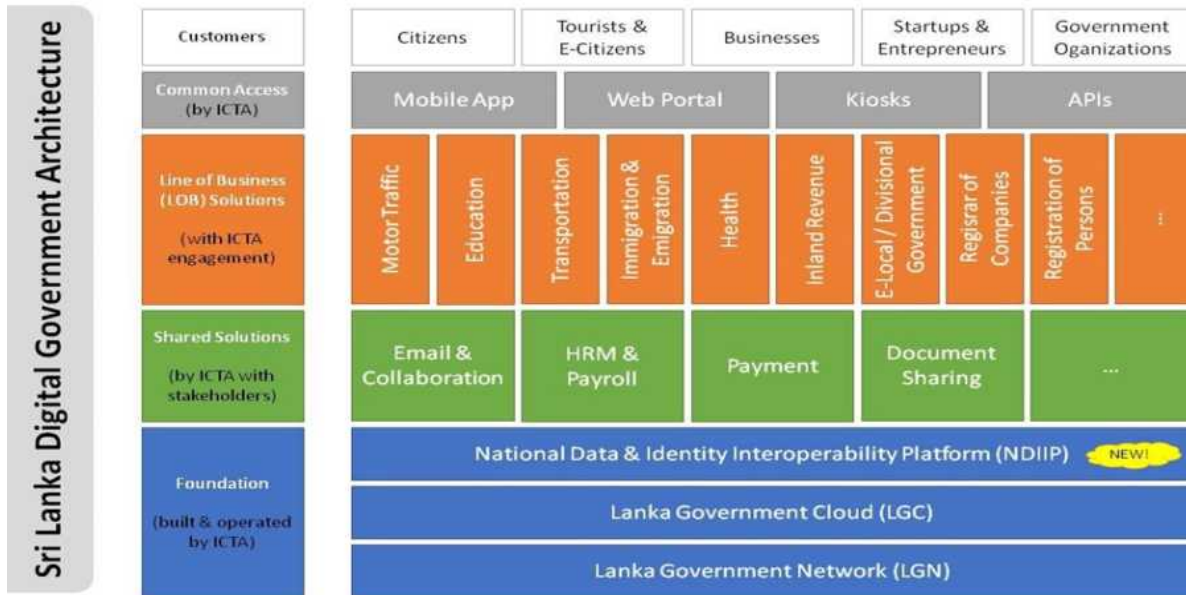 Sri Lanka Digital Government Architecture
Customers
Citizens
Tourists &
E-Citizens
Businesses
Startups &
Entrepreneurs
Government
Oganizations
Common Access
(by ICTA)
Mobile App
Web Portal
Kiosks
APIs
Line of Business
(LOB) Solutions
(with ICTA
engagement)
Motor Traffic
Education
Transportation
Immigration &
Emigration
Health
Inland Revenue
E-Local / Divisional
Government
Regisrar of
Companies
Registration of
Persons
...
Shared Solutions
(by ICTA with
stakeholders)
Email &
Collaboration
HRM &
Payroll
Payment
Document
Sharing
...
Foundation
(built & operated
by ICTA)
National Data & Identity Interoperability Platform (NDIIP)
NEW!
Lanka Government Cloud (LGC)
Lanka Government Network (LGN)